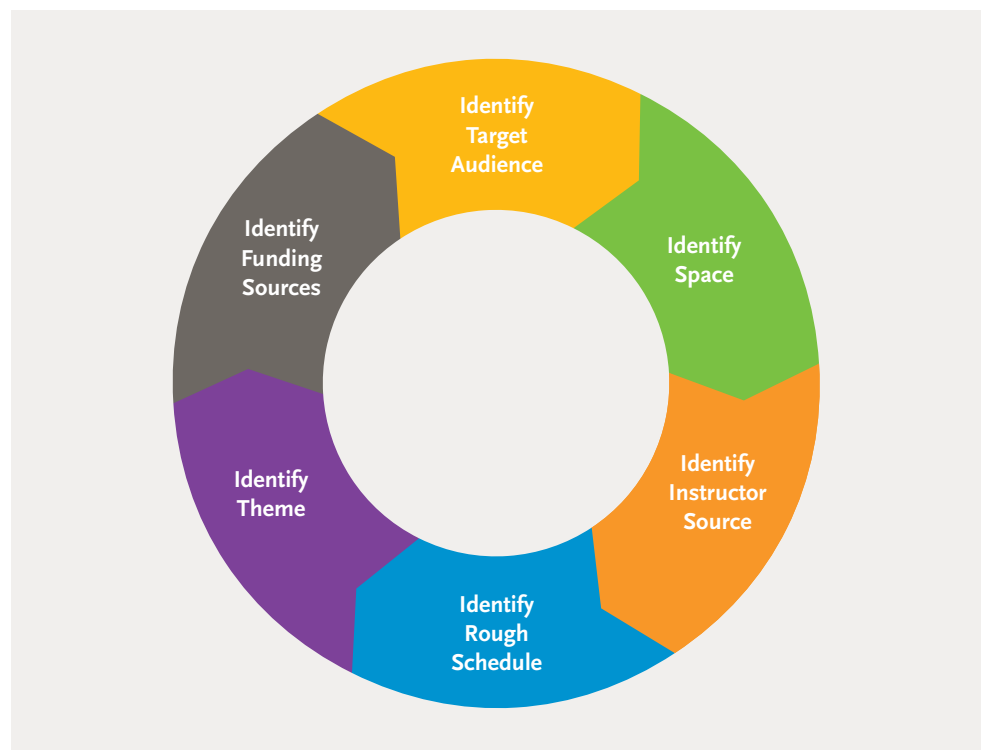 Identify
Target
Audience
Identify
Space
Identify
Instructor
Source
Identify
Rough
Schedule
Identify
Theme
Identify
Funding
Sources